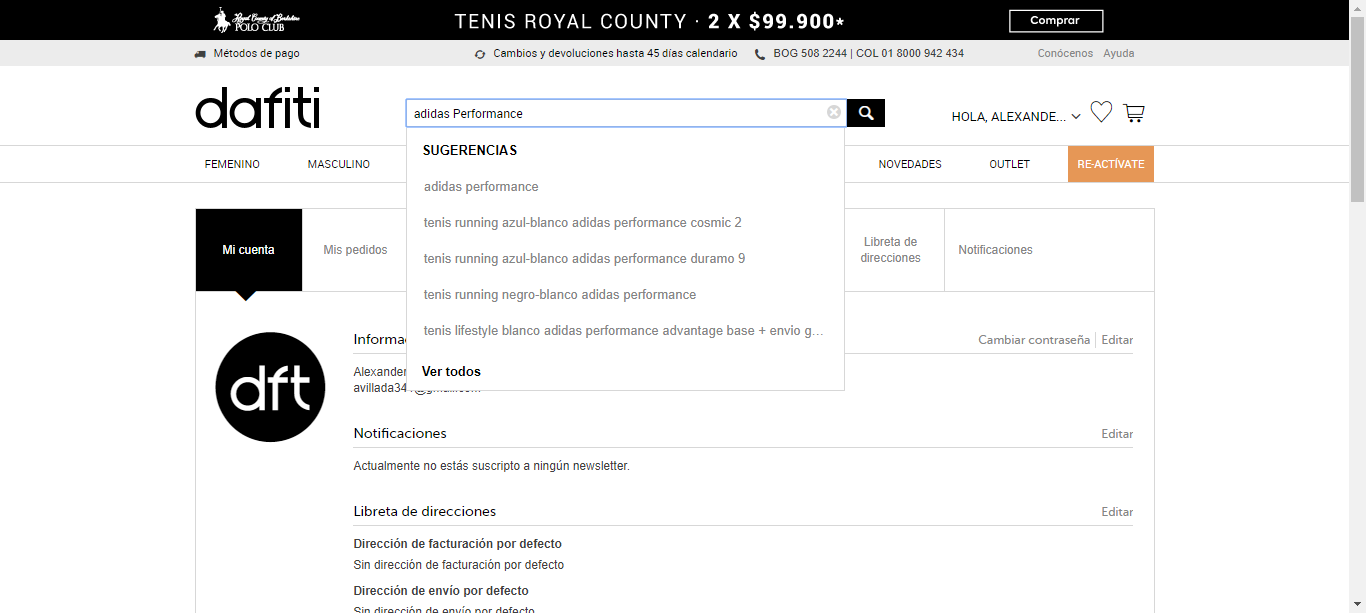 Royal County of Berkshire
POLO CLUB
TENIS ROYAL COUNTY · 2 X $99.900*
Comprar
Métodos de pago
Cambios y devoluciones hasta 45 días calendario
BOG 508 2244 | COL 01 8000 942 434
Conócenos
Ayuda
dafiti
adidas Performance
HOLA, ALEXANDE...
SUGERENCIAS
adidas performance
tenis running azul-blanco adidas performance cosmic 2
tenis running azul-blanco adidas performance duramo 9
tenis running negro-blanco adidas performance
tenis lifestyle blanco adidas performance advantage base + envio g...
Ver todos
FEMENINO
MASCULINO
NOVEDADES
OUTLET
RE-ACTÍVATE
Mi cuenta
Mis pedidos
Libreta de
direcciones
Notificaciones
dft
Informa
Cambiar contraseña
Editar
Alexander
Notificaciones
Editar
Actualmente no estás suscripto a ningún newsletter.
Libreta de direcciones
Editar
Dirección de facturación por defecto
Sin dirección de facturación por defecto
Dirección de envío por defecto
Sin dirección de envío por defecto